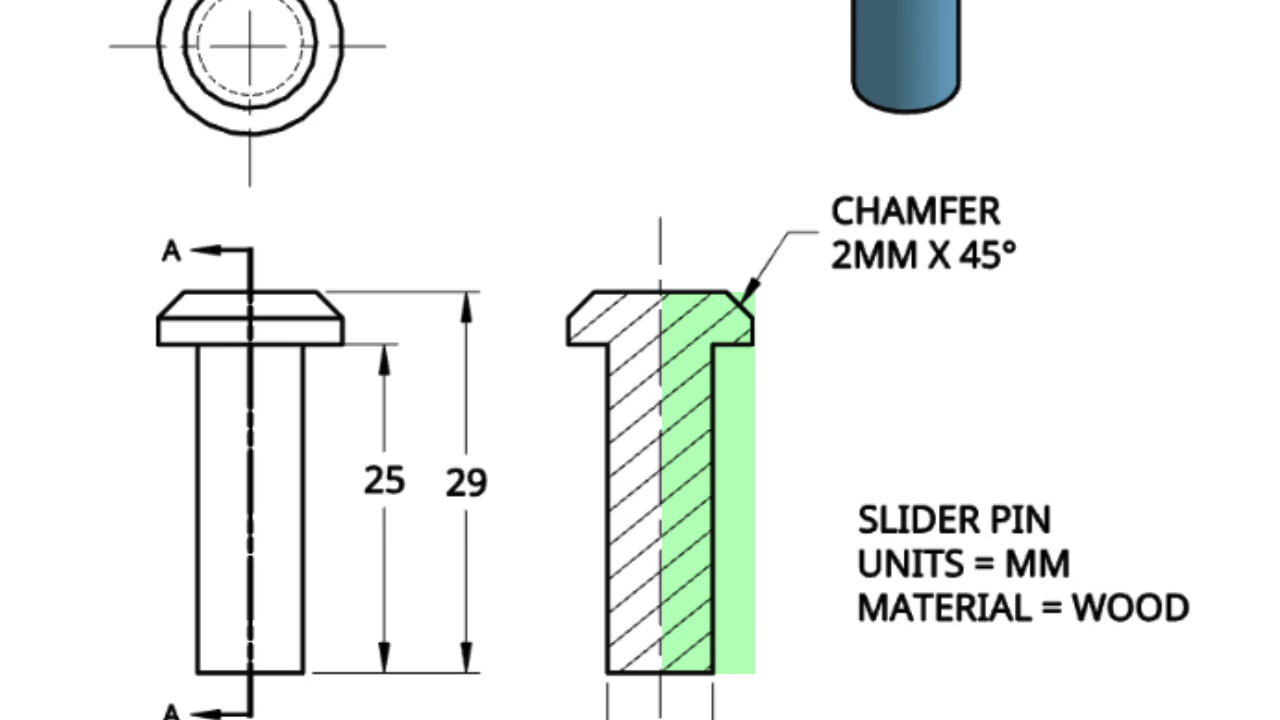 CHAMFER
2MM X 45°
A
25
29
SLIDER PIN
UNITS = MM
MATERIAL = WOOD
A